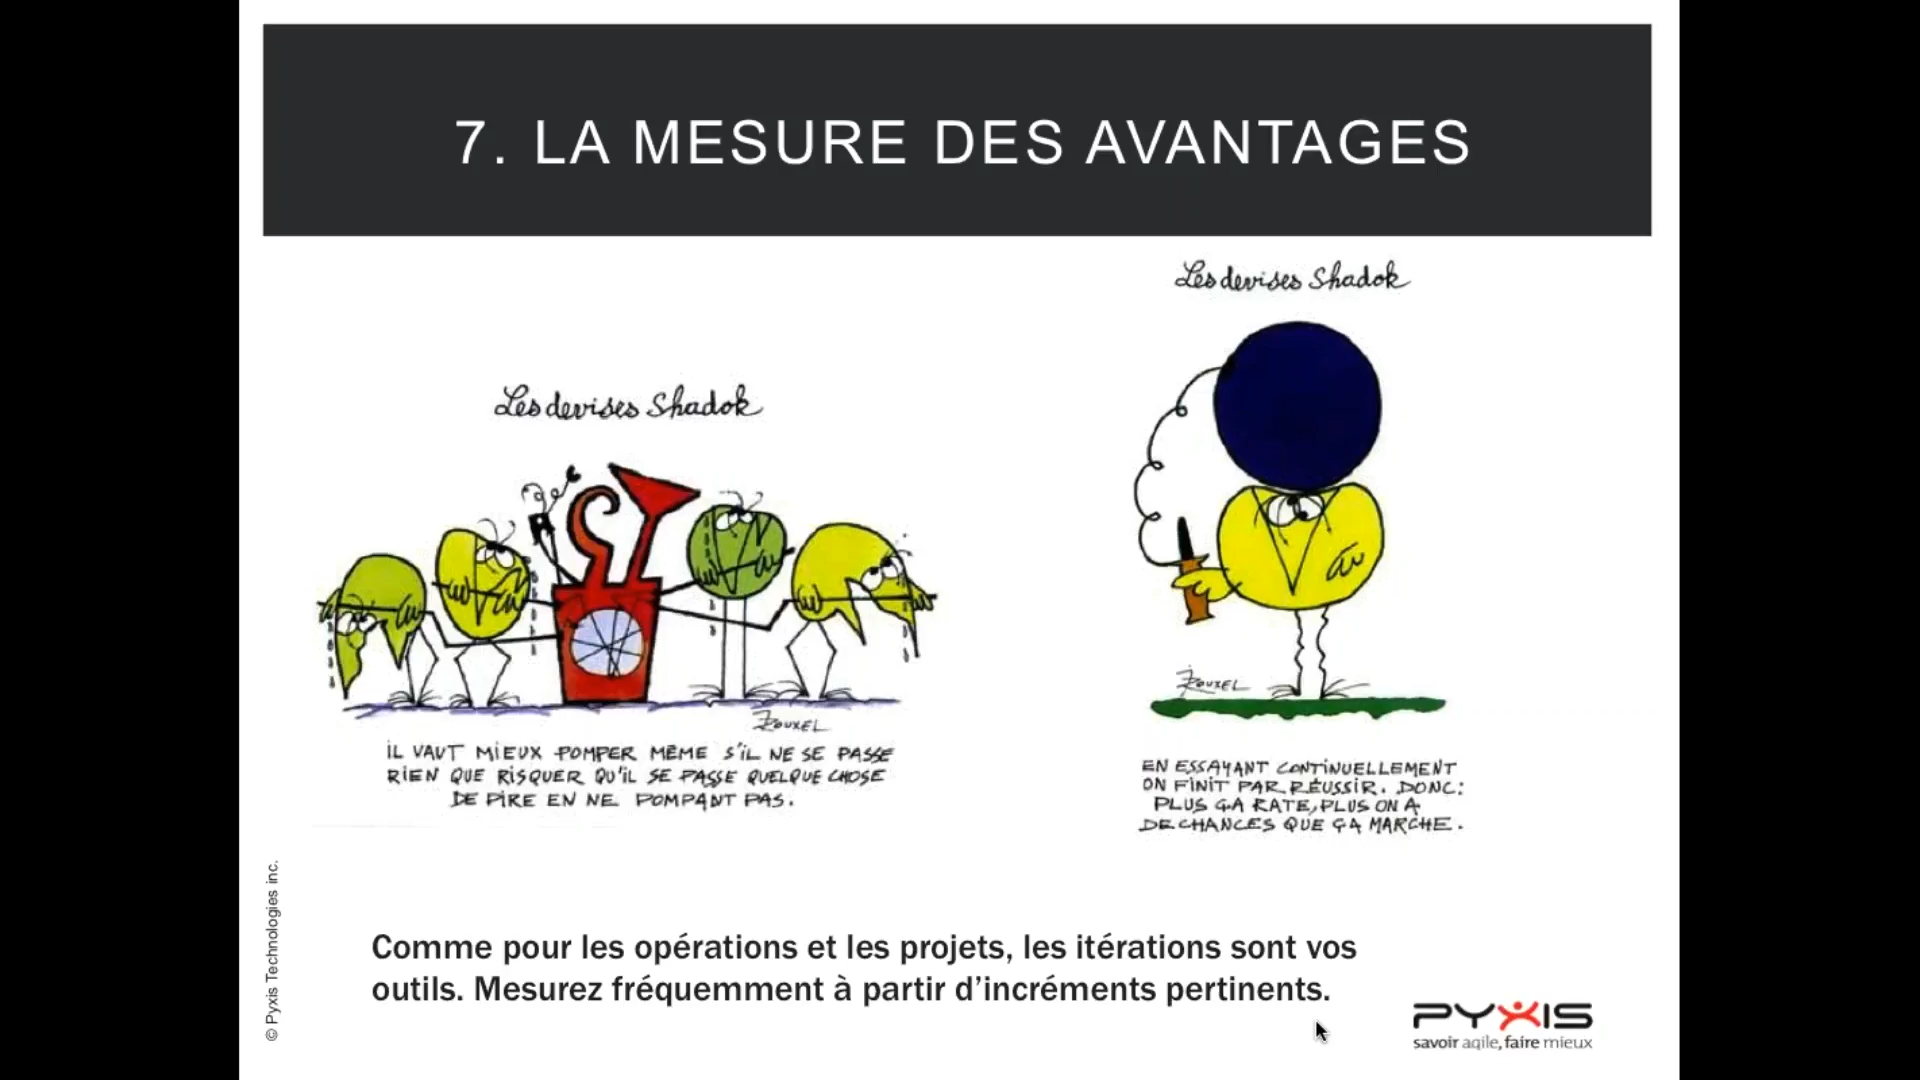 7. LA MESURE DES AVANTAGES
Les devises Shadok
Les devises Shadok
ROUXEL
IL VAUT MIEUX POMPER MÊME S'IL NE SE PASSE
RIEN QUE RISQUER QU'IL SE PASSE QUELQUE CHOSE
DE PIRE EN NE POMPANT PAS.
ROUXEL
EN ESSAYANT CONTINUELLEMENT
ON FINIT PAR RÉUSSIR. DONC:
PLUS ÇA RATE, PLUS ON A
DE CHANCES QUE ÇA MARCHE.
Comme pour les opérations et les projets, les itérations sont vos
outils. Mesurez fréquemment à partir d'incréments pertinents.
© Pyxis Technologies inc.
PYXIS
savoir agile, faire mieux